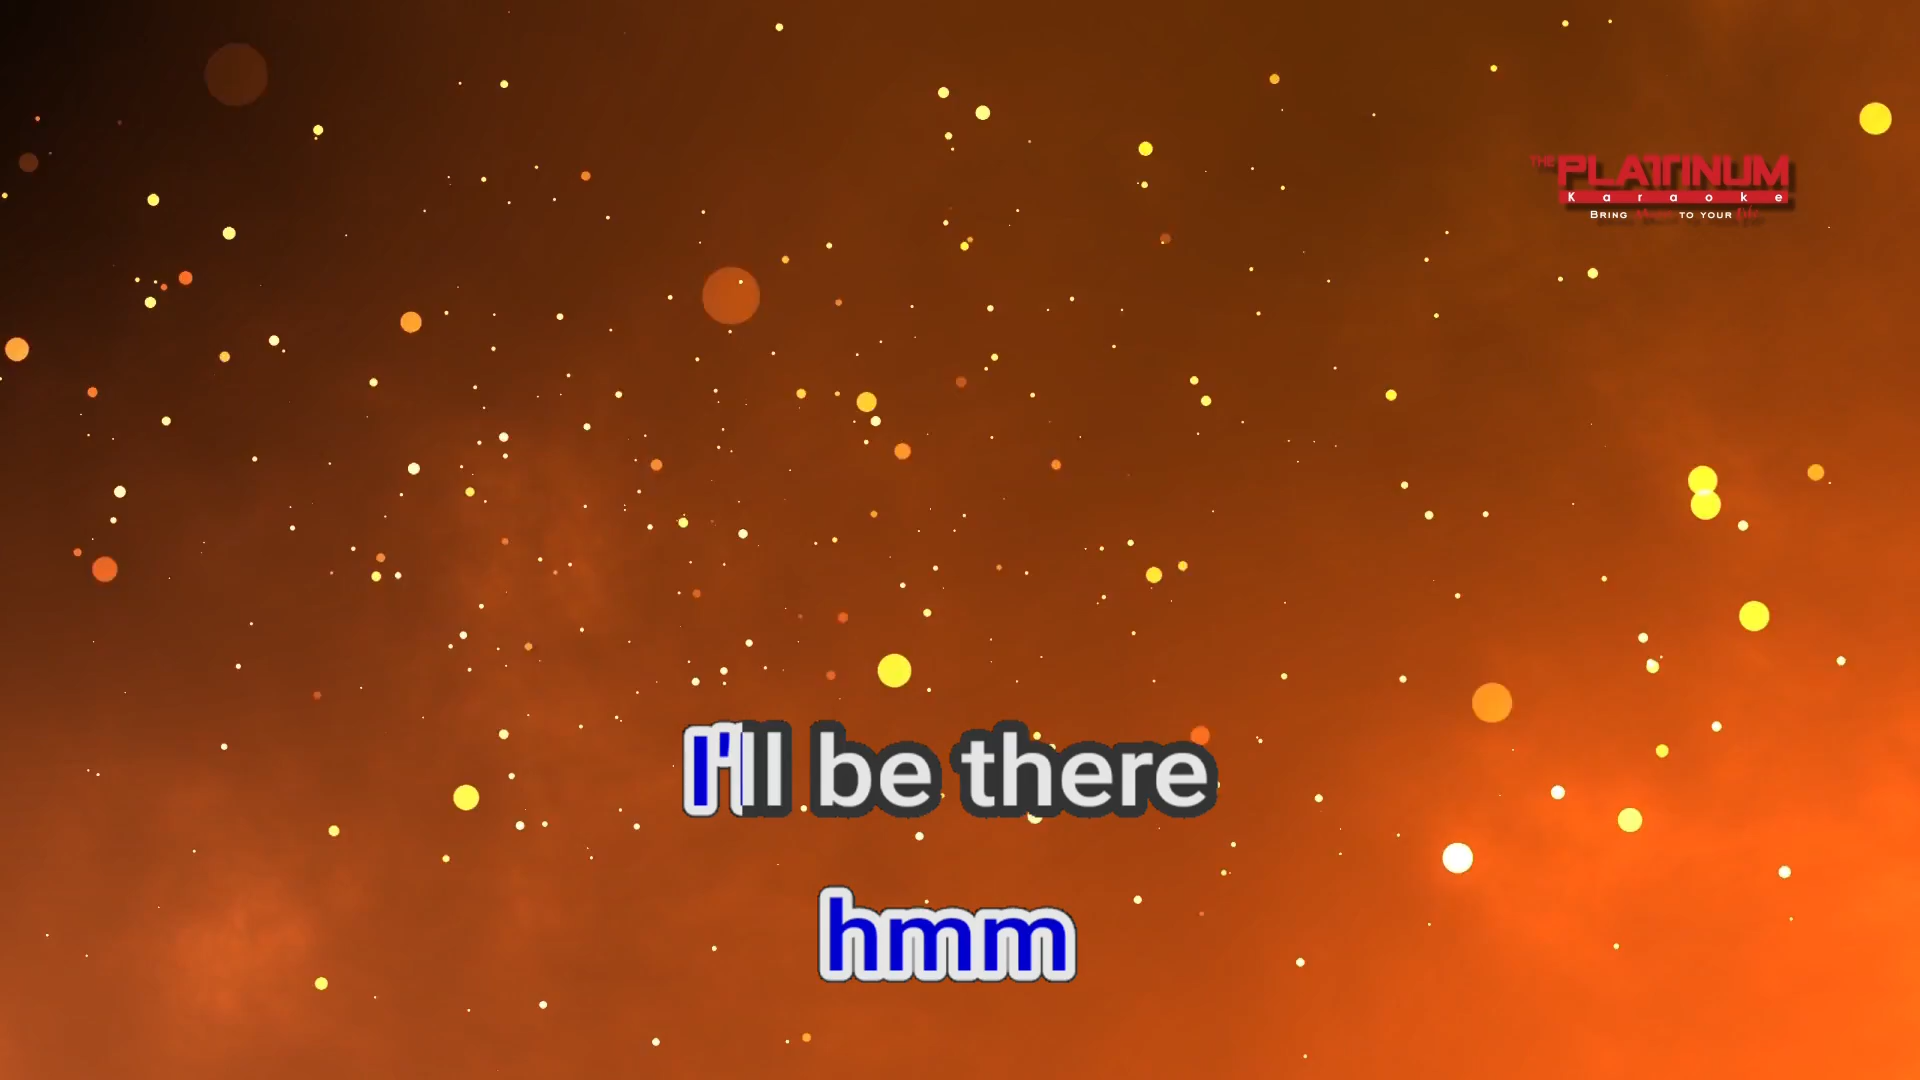 THE PLATINUM
Karaoke
BRING Music TO YOUR life
I'll be there
hmm